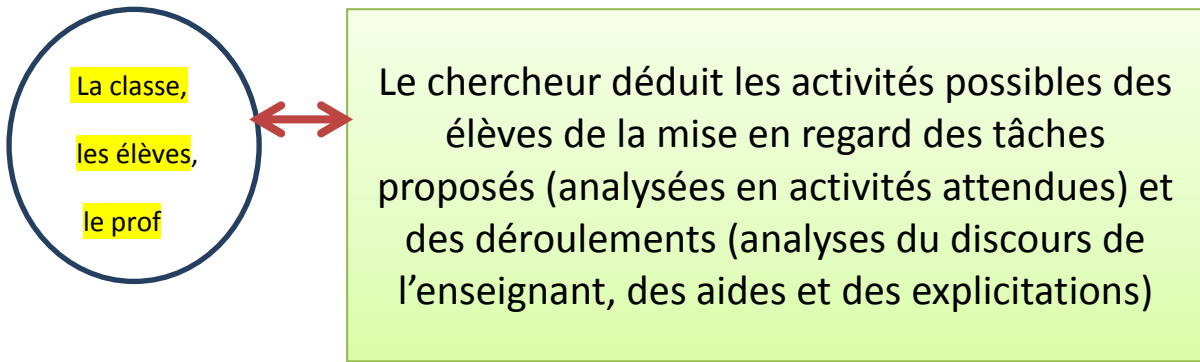 La classe,
les élèves,
le prof
Le chercheur déduit les activités possibles des
élèves de la mise en regard des tâches
proposés (analysées en activités attendues) et
des déroulements (analyses du discours de
l’enseignant, des aides et des explicitations)